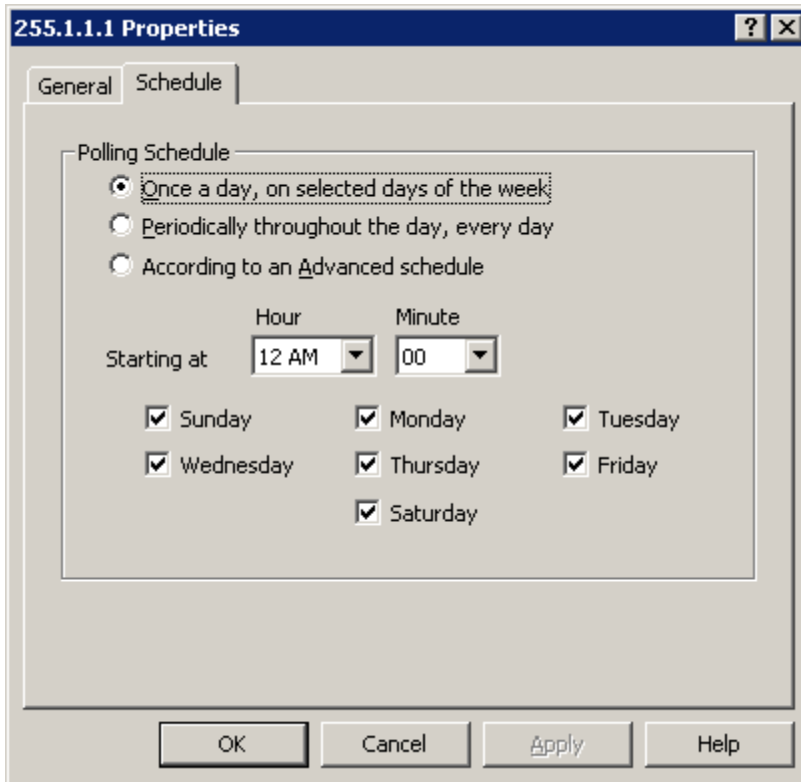 255.1.1.1 Properties
General
Schedule
Polling Schedule
Once a day, on selected days of the week
Periodically throughout the day, every day
According to an Advanced schedule
Hour Minute
Starting at 12 AM 00
Sunday Monday Tuesday
Wednesday Thursday Friday
Saturday
OK Cancel Apply Help